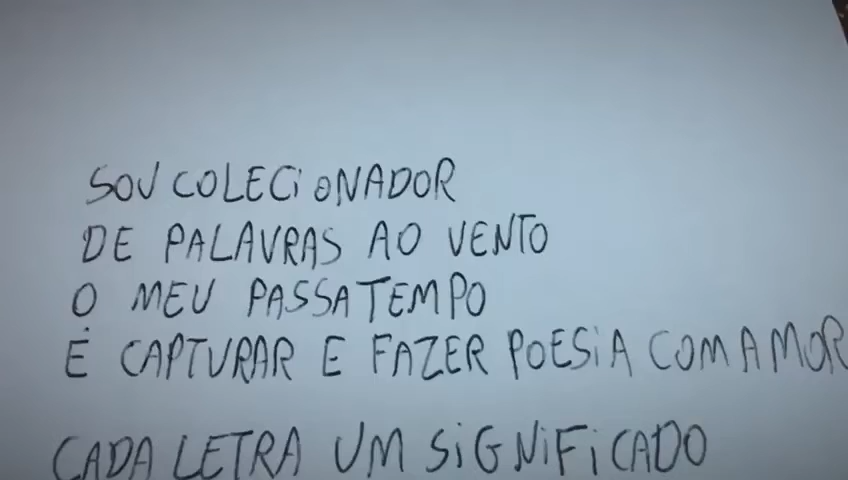 SOU COLECIONADOR
DE PALAVRAS AO VENTO
O MEU PASSATEMPO
É CAPTURAR E FAZER POESIA COM AMOR
CADA LETRA UM SIGNIFICADO